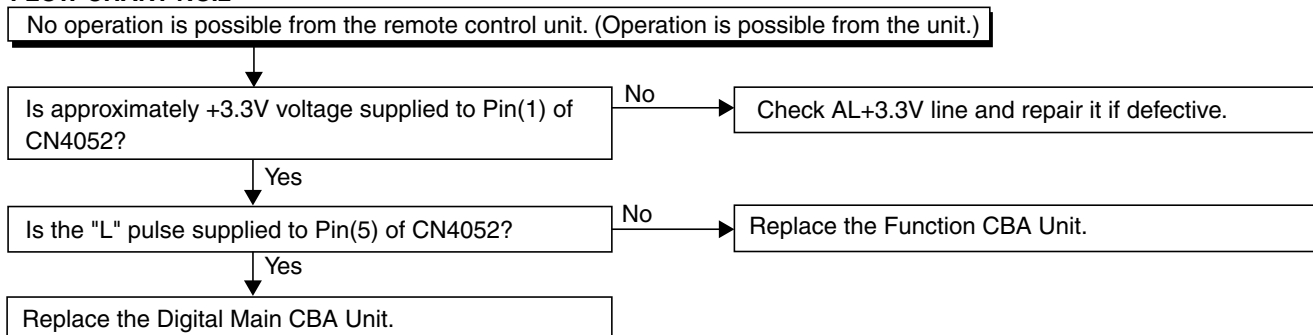 No operation is possible from the remote control unit. (Operation is possible from the unit.)
Is approximately +3.3V voltage supplied to Pin(1) of
CN4052?
No
Check AL+3.3V line and repair it if defective.
Yes
Is the "L" pulse supplied to Pin(5) of CN4052?
No
Replace the Function CBA Unit.
Yes
Replace the Digital Main CBA Unit.